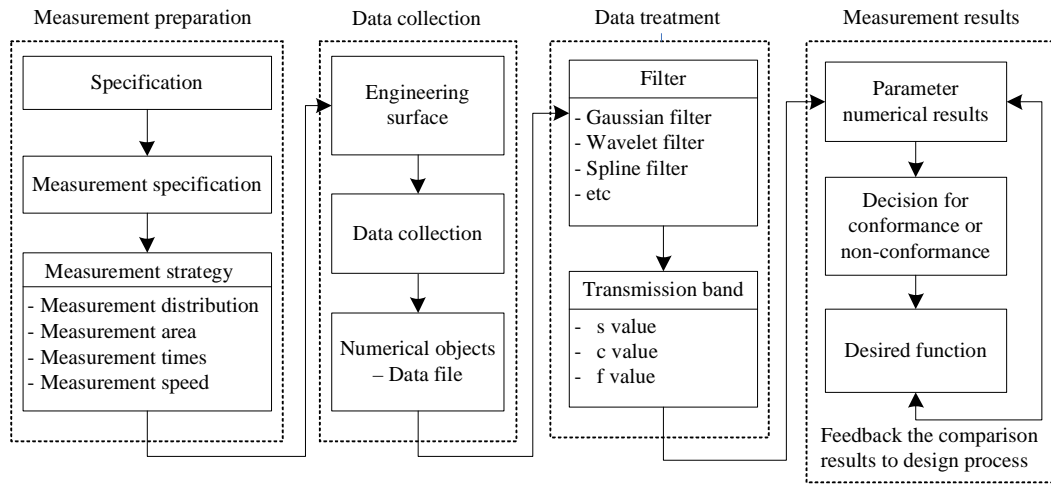 Measurement preparation
Specification
Measurement specification
Measurement strategy
- Measurement distribution
- Measurement area
- Measurement times
- Measurement speed
Data collection
Engineering
surface
Data collection
Numerical objects
– Data file
Data treatment
Filter
- Gaussian filter
- Wavelet filter
- Spline filter
- etc
Transmission band
- s value
- c value
- f value
Measurement results
Parameter
numerical results
Decision for
conformance or
non-conformance
Desired function
Feedback the comparison
results to design process